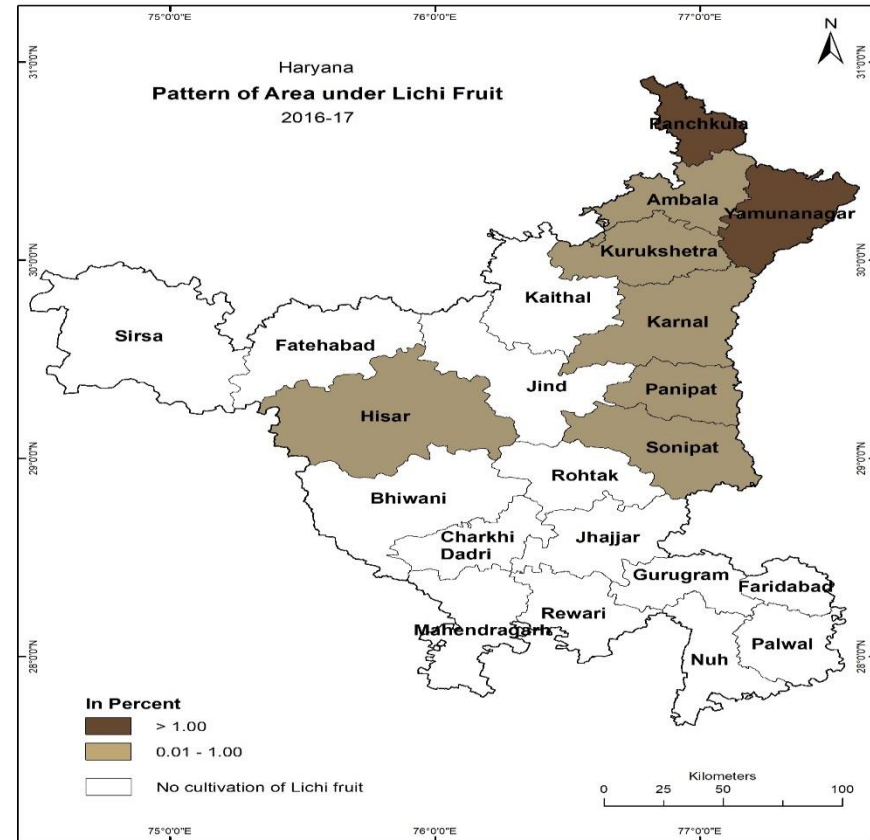 75°0'0"E 76°0'0"E 77°0'0"E
N
Haryana
Pattern of Area under Lichi Fruit
2016-17
31°0'0"N
31°0'0"N
Panchkula
Ambala
Yamunanagar
Kurukshetra
30°0'0"N
30°0'0"N
Kaithal
Karnal
Sirsa
Fatehabad
Jind
Panipat
Hisar
Sonipat
29°0'0"N
29°0'0"N
Rohtak
Bhiwani
Charkhi
Dadri
Jhajjar
Gurugram
Faridabad
Rewari
Mahendragarh
Palwal
Nuh
28°0'0"N
28°0'0"N
In Percent
> 1.00
0.01 - 1.00
No cultivation of Lichi fruit
Kilometers
0 25 50 100
75°0'0"E 76°0'0"E 77°0'0"E